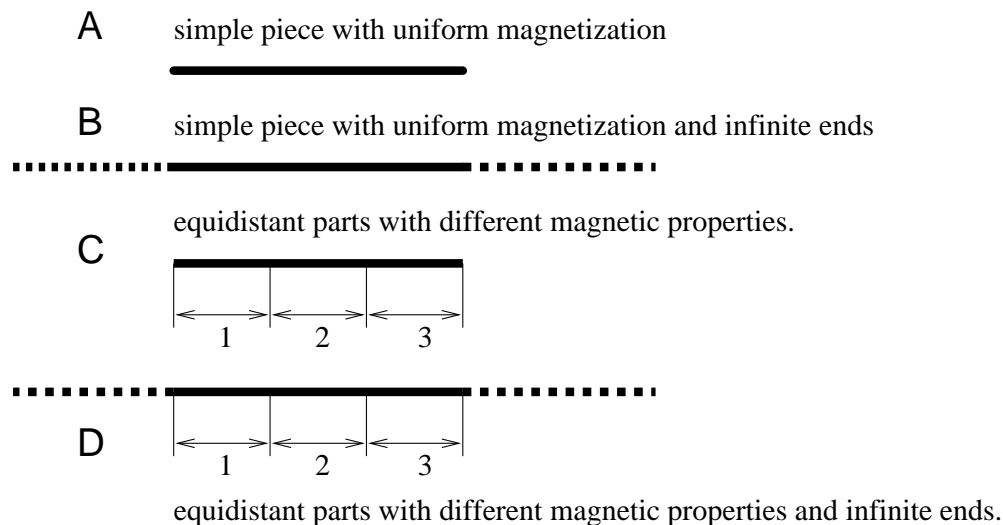 A simple piece with uniform magnetization
B simple piece with uniform magnetization and infinite ends
equidistant parts with different magnetic properties.
C
1 2 3
D
1 2 3
equidistant parts with different magnetic properties and infinite ends.